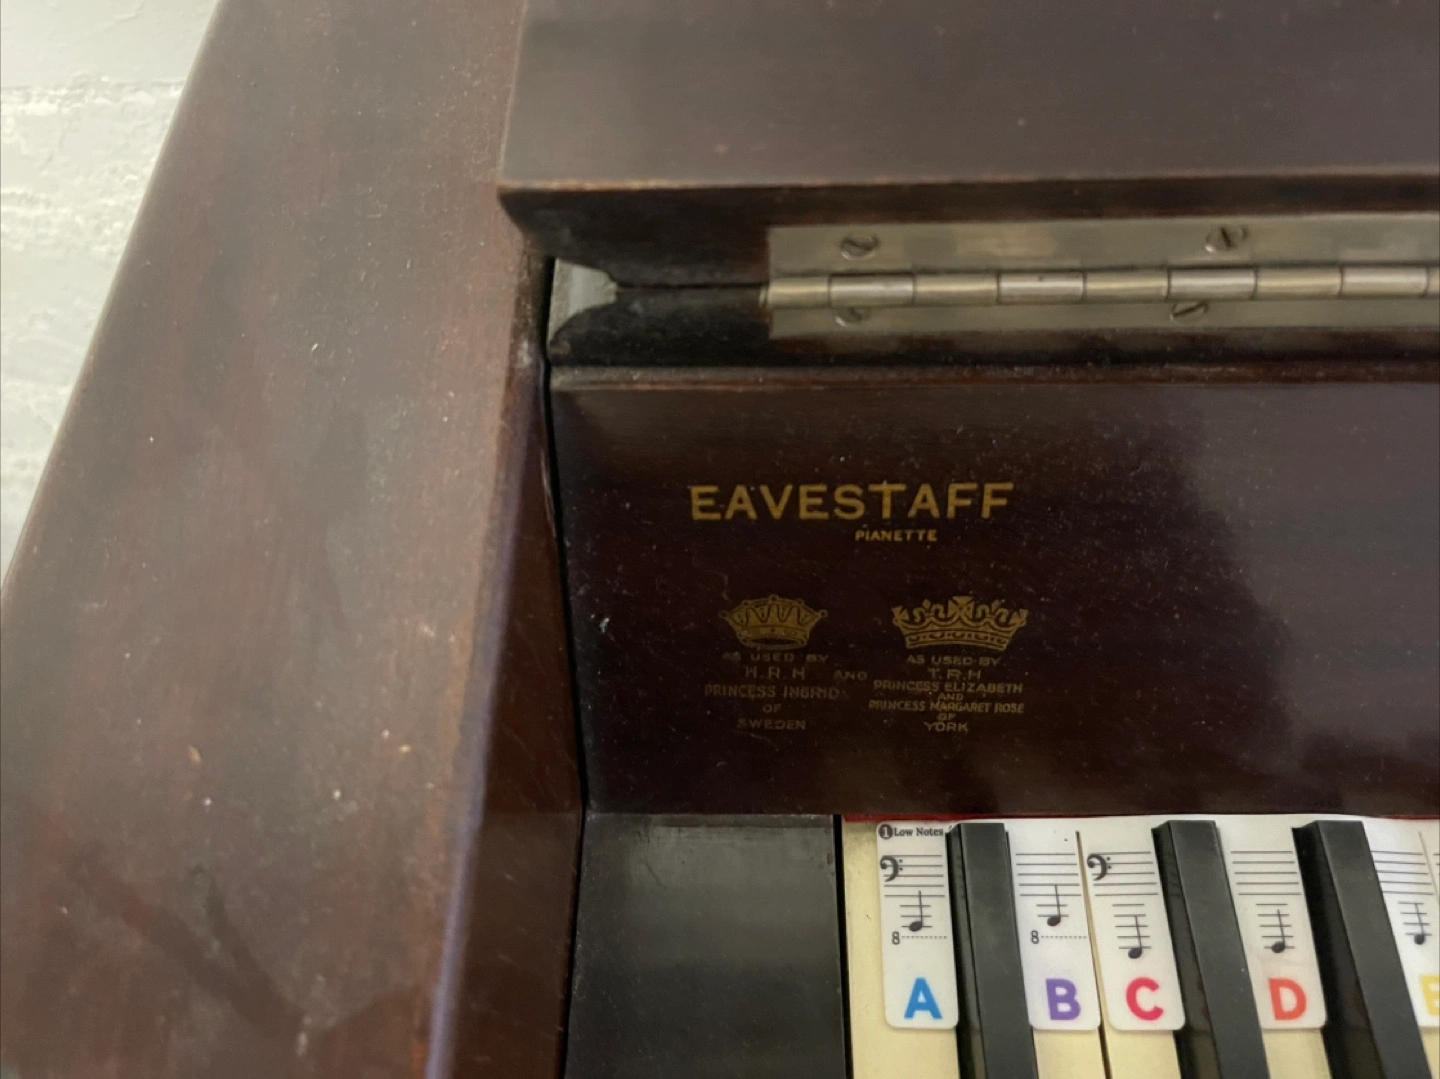 EAVESTAFF
PIANETTE
AS USED BY
H.R.H
PRINCESS INGRID
OF
SWEDEN
AND
AS USED BY
T.R.H
PRINCESS ELIZABETH
AND
PRINCESS MARGARET ROSE
OF
YORK
1 Low Notes
8
8
A
B
C
D
E